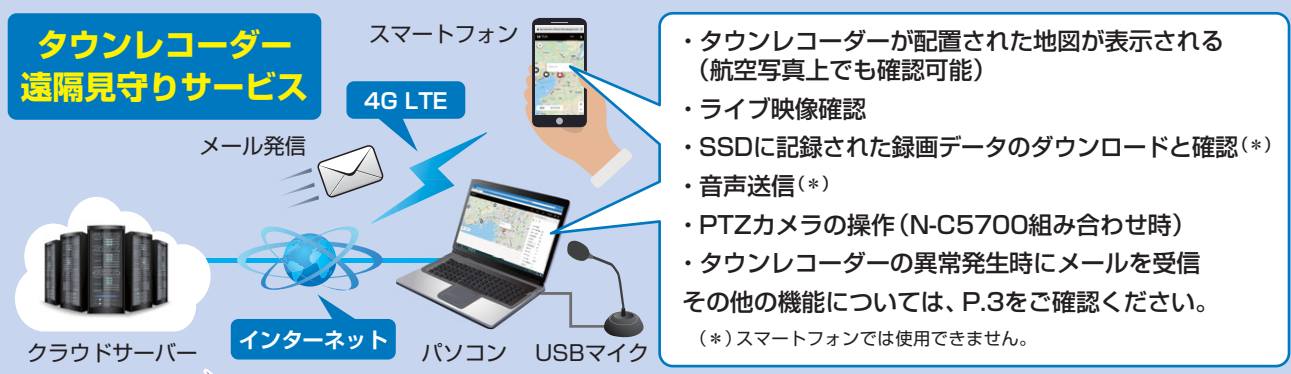 タウンレコーダー
遠隔見守りサービス
スマートフォン
4G LTE
メール発信
クラウドサーバー
インターネット
パソコン
USBマイク
・タウンレコーダーが配置された地図が表示される
（航空写真上でも確認可能）
・ライブ映像確認
・SSDに記録された録画データのダウンロードと確認(＊)
・音声送信(＊)
・PTZカメラの操作（N-C5700組み合わせ時）
・タウンレコーダーの異常発生時にメールを受信
その他の機能については、P.3をご確認ください。
(＊)スマートフォンでは使用できません。